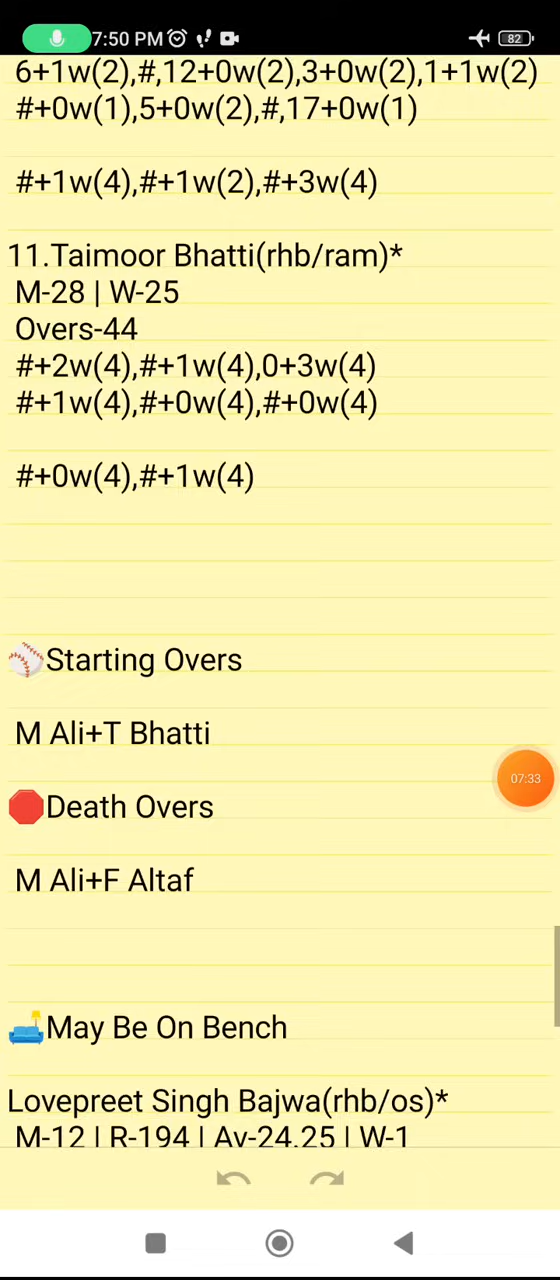 7:50 PM
82
6+1w(2),#,12+0w(2),3+0w(2),1+1w(2)
#+0w(1),5+0w(2),#,17+0w(1)
#+1w(4),#+1w(2),#+3w(4)
11.Taimoor Bhatti(rhb/ram)*
M-28 | W-25
Overs-44
#+2w(4),#+1w(4),0+3w(4)
#+1w(4),#+0w(4),#+0w(4)
#+0w(4),#+1w(4)
Starting Overs
M Ali+T Bhatti
07:33
Death Overs
M Ali+F Altaf
May Be On Bench
Lovepreet Singh Bajwa(rhb/os)*
M-12 | R-194 | Av-24.25 | W-1